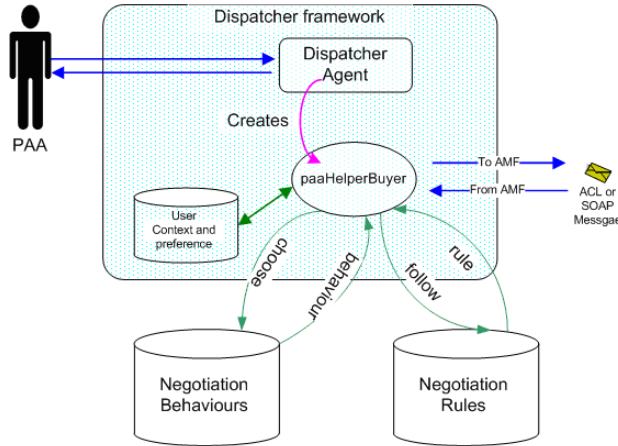 Dispatcher framework
Dispatcher
Agent
PAA
Creates
paaHelperBuyer
To AMF
From AMF
ACL or
SOAP
Messgae
User
Context and
preference
choose
behaviour
follow
rule
Negotiation
Behaviours
Negotiation
Rules